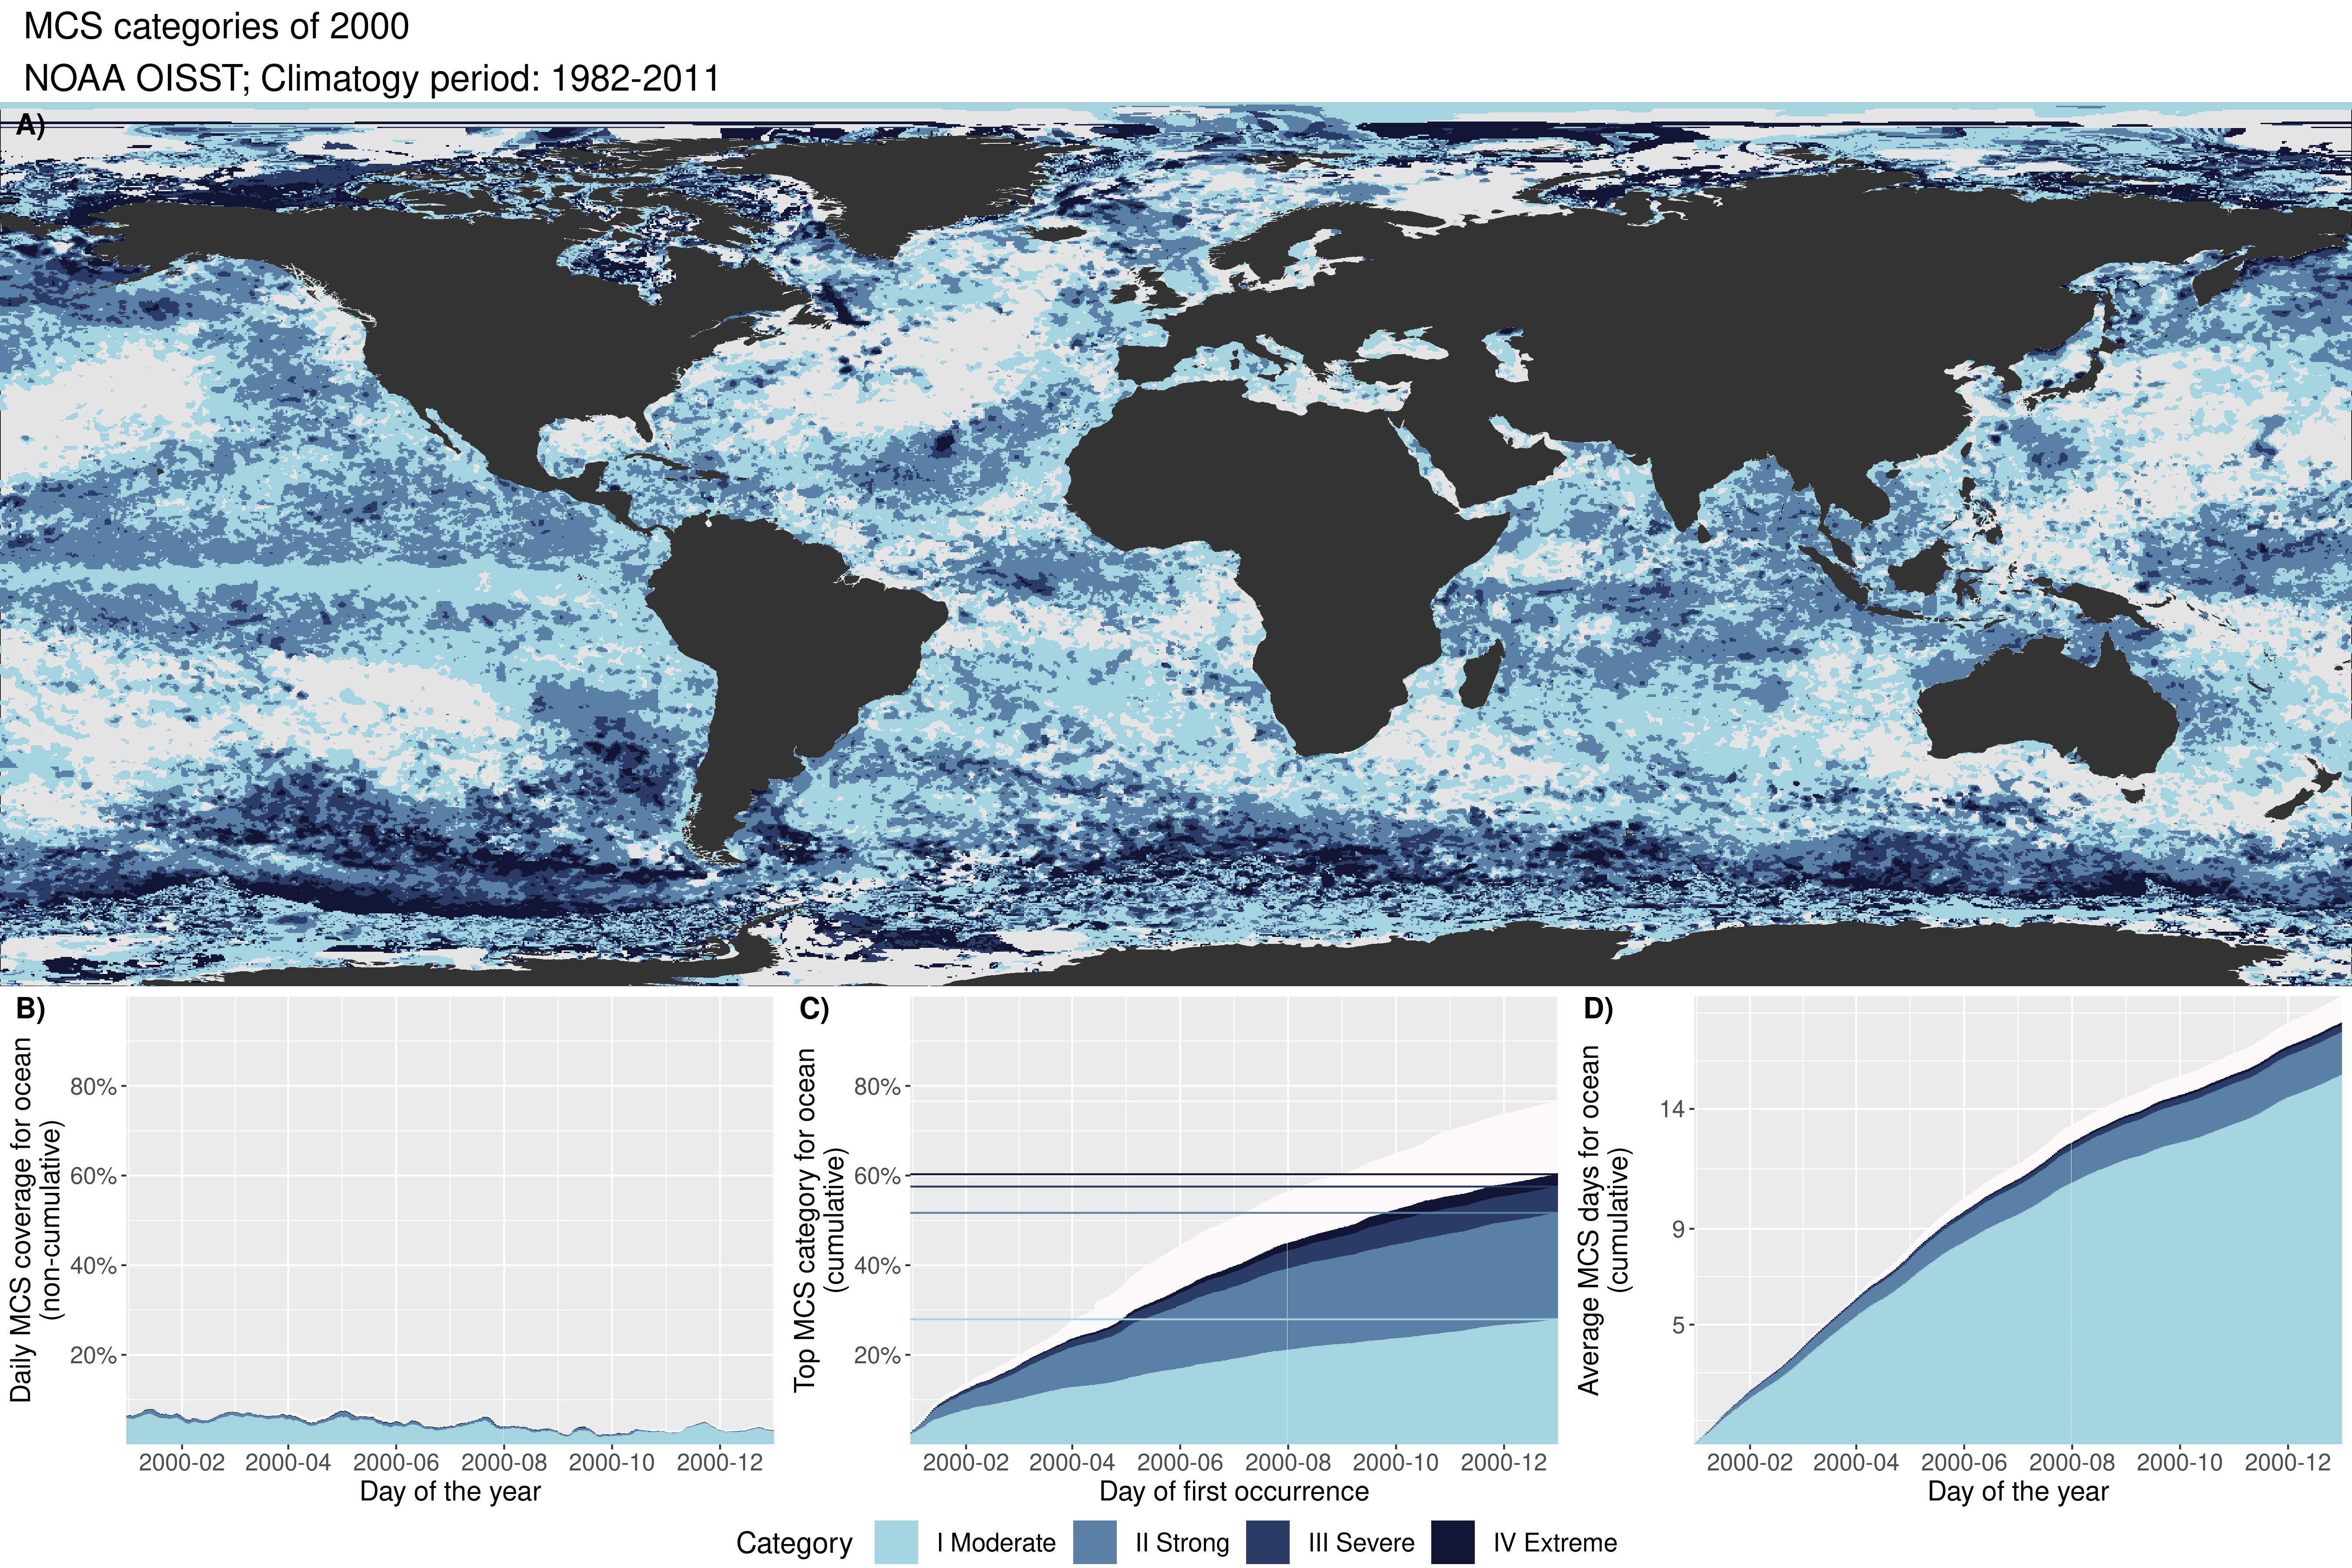 MCS categories of 2000
NOAA OISST; Climatogy period: 1982-2011
A)
B)
Daily MCS coverage for ocean
(non-cumulative)
80%
60%
40%
20%
2000-02 2000-04 2000-06 2000-08 2000-10 2000-12
Day of the year
C)
Top MCS category for ocean
(cumulative)
80%
60%
40%
20%
2000-02 2000-04 2000-06 2000-08 2000-10 2000-12
Day of first occurrence
D)
Average MCS days for ocean
(cumulative)
14
9
5
2000-02 2000-04 2000-06 2000-08 2000-10 2000-12
Day of the year
Category I Moderate II Strong III Severe IV Extreme